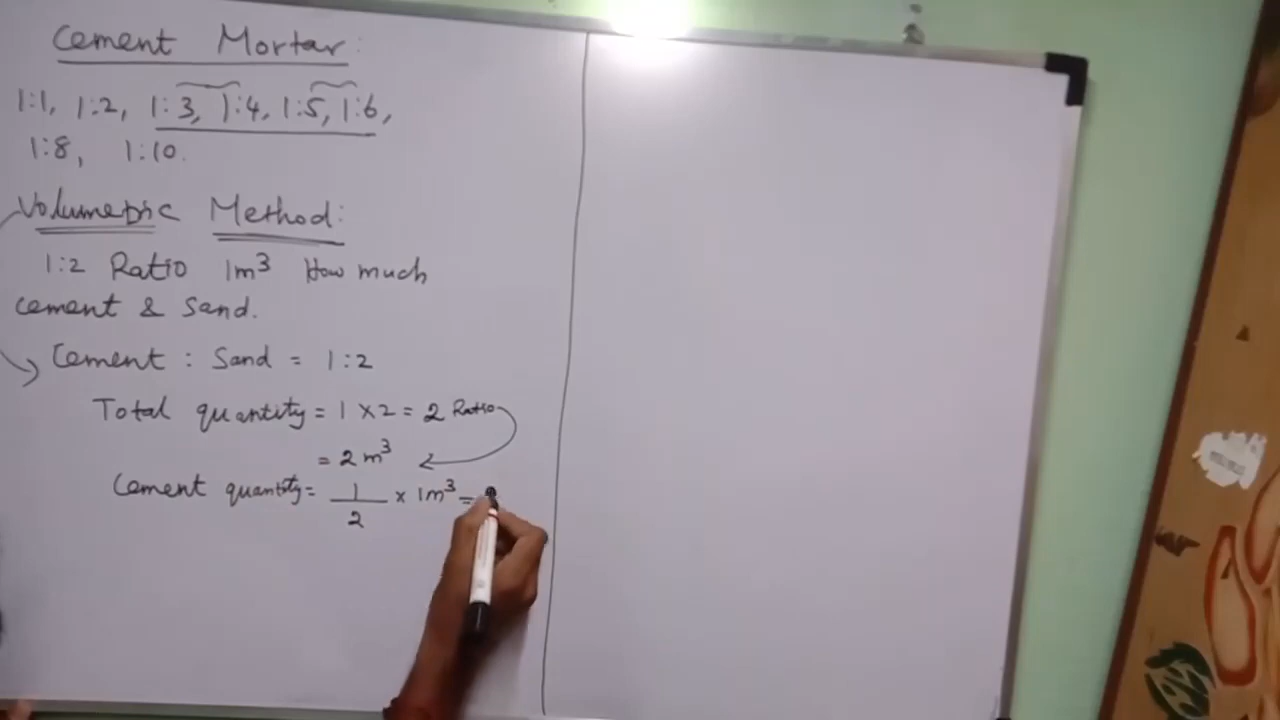 Cement Mortar:
1:1, 1:2, 1:3, 1:4, 1:5, 1:6,
1:8, 1:10.
Volumetric Method:
1:2 Ratio 1m³ How much
Cement & Sand.
Cement : Sand = 1:2
Total quantity = 1 x 2 = 2 Ratio
= 2m³
Cement quantity = 1/2 x 1m³ =